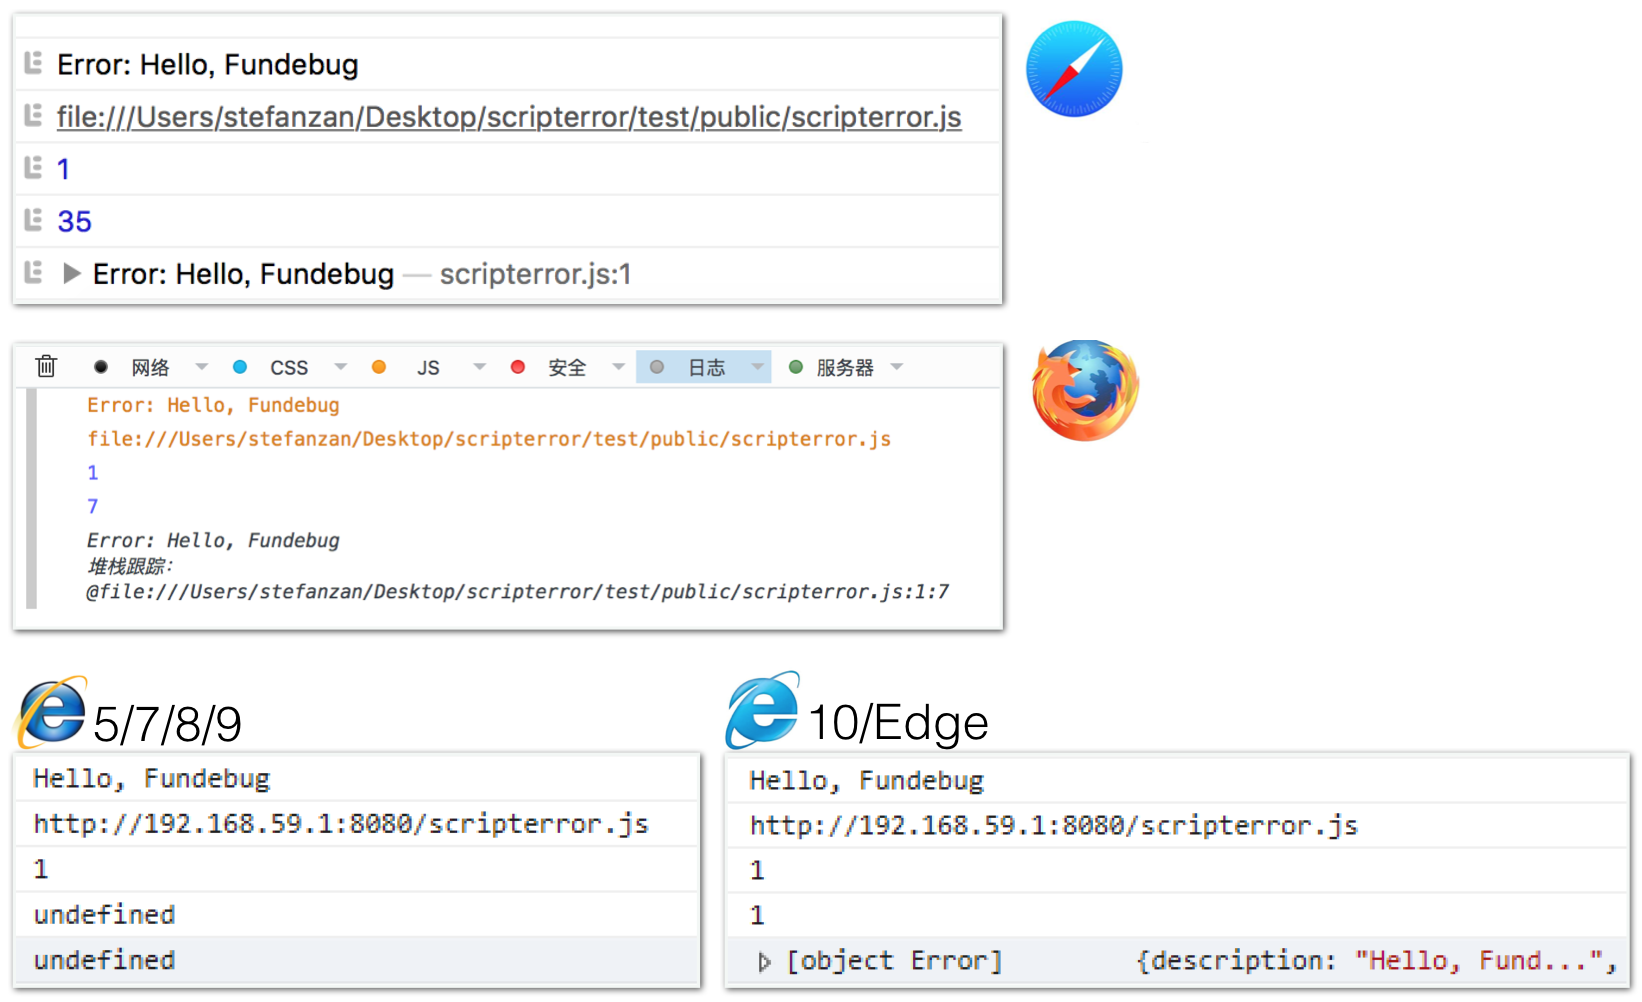 Error: Hello, Fundebug
file:///Users/stefanzan/Desktop/scripterror/test/public/scripterror.js
1
35
Error: Hello, Fundebug — scripterror.js:1
网络 CSS JS 安全 日志 服务器
Error: Hello, Fundebug
file:///Users/stefanzan/Desktop/scripterror/test/public/scripterror.js
1
7
Error: Hello, Fundebug
堆栈跟踪:
@file:///Users/stefanzan/Desktop/scripterror/test/public/scripterror.js:1:7
5/7/8/9
Hello, Fundebug
http://192.168.59.1:8080/scripterror.js
1
undefined
undefined
10/Edge
Hello, Fundebug
http://192.168.59.1:8080/scripterror.js
1
1
[object Error] {description: "Hello, Fund...",